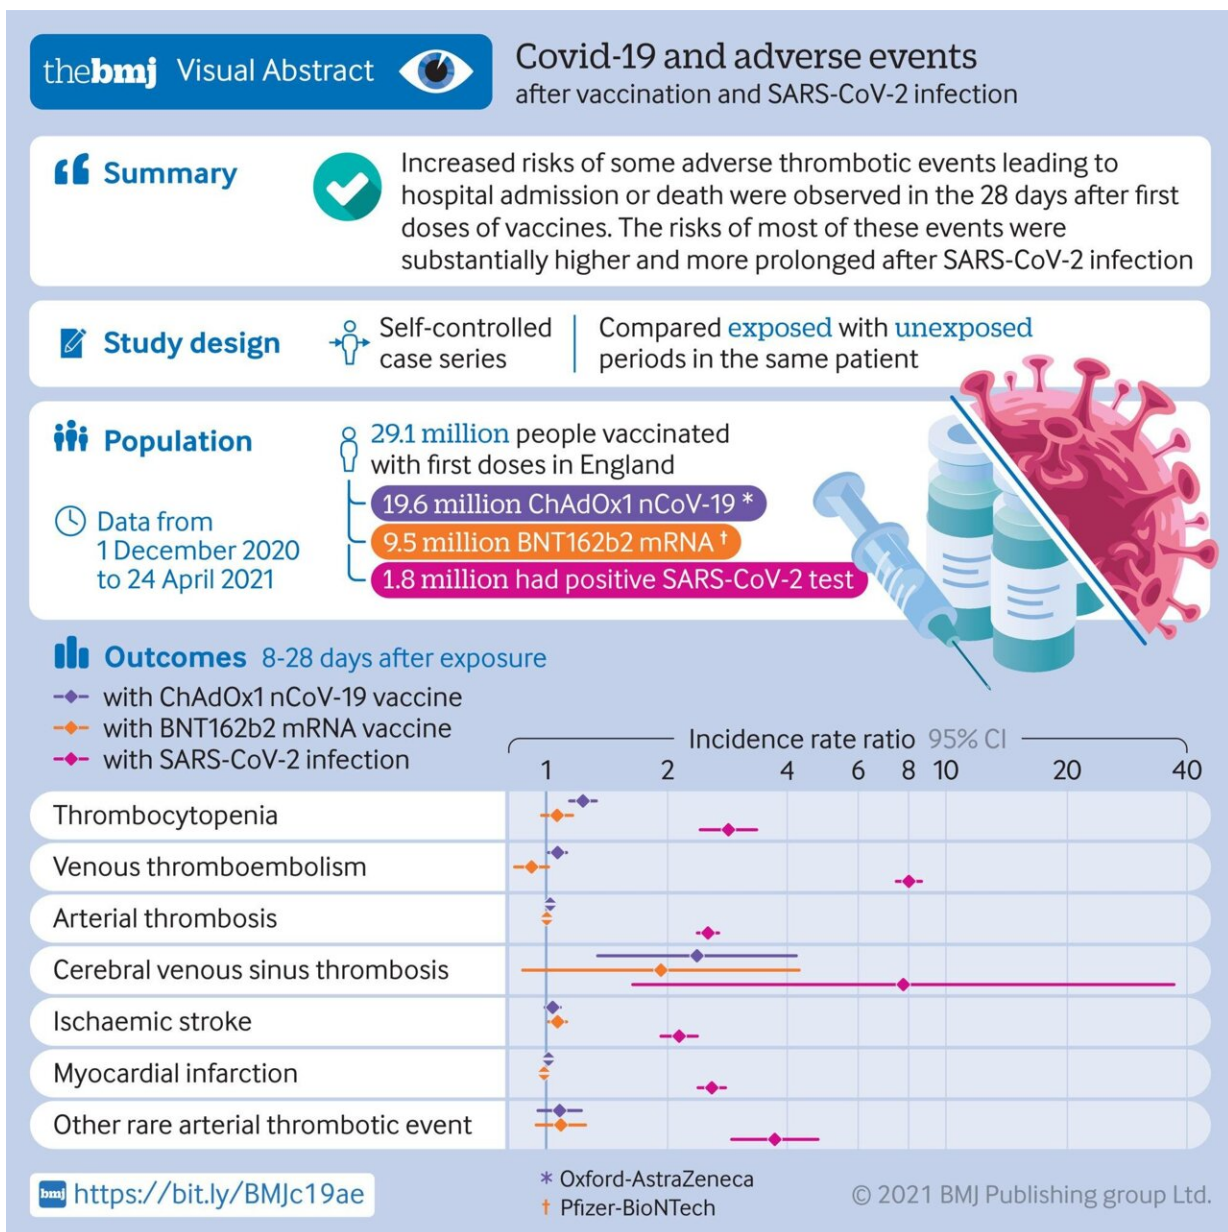 thebmj Visual Abstract
Covid-19 and adverse events
after vaccination and SARS-CoV-2 infection
Summary
Increased risks of some adverse thrombotic events leading to
hospital admission or death were observed in the 28 days after first
doses of vaccines. The risks of most of these events were
substantially higher and more prolonged after SARS-CoV-2 infection
Study design
Self-controlled
case series
Compared exposed with unexposed
periods in the same patient
Population
Data from
1 December 2020
to 24 April 2021
29.1 million people vaccinated
with first doses in England
19.6 million ChAdOx1 nCoV-19 *
9.5 million BNT162b2 mRNA †
1.8 million had positive SARS-CoV-2 test
Outcomes 8-28 days after exposure
with ChAdOx1 nCoV-19 vaccine
with BNT162b2 mRNA vaccine
with SARS-CoV-2 infection
Incidence rate ratio 95% CI
1 2 4 6 8 10 20 40
Thrombocytopenia
Venous thromboembolism
Arterial thrombosis
Cerebral venous sinus thrombosis
Ischaemic stroke
Myocardial infarction
Other rare arterial thrombotic event
bmj https://bit.ly/BMJc19ae
* Oxford-AstraZeneca
† Pfizer-BioNTech
© 2021 BMJ Publishing group Ltd.